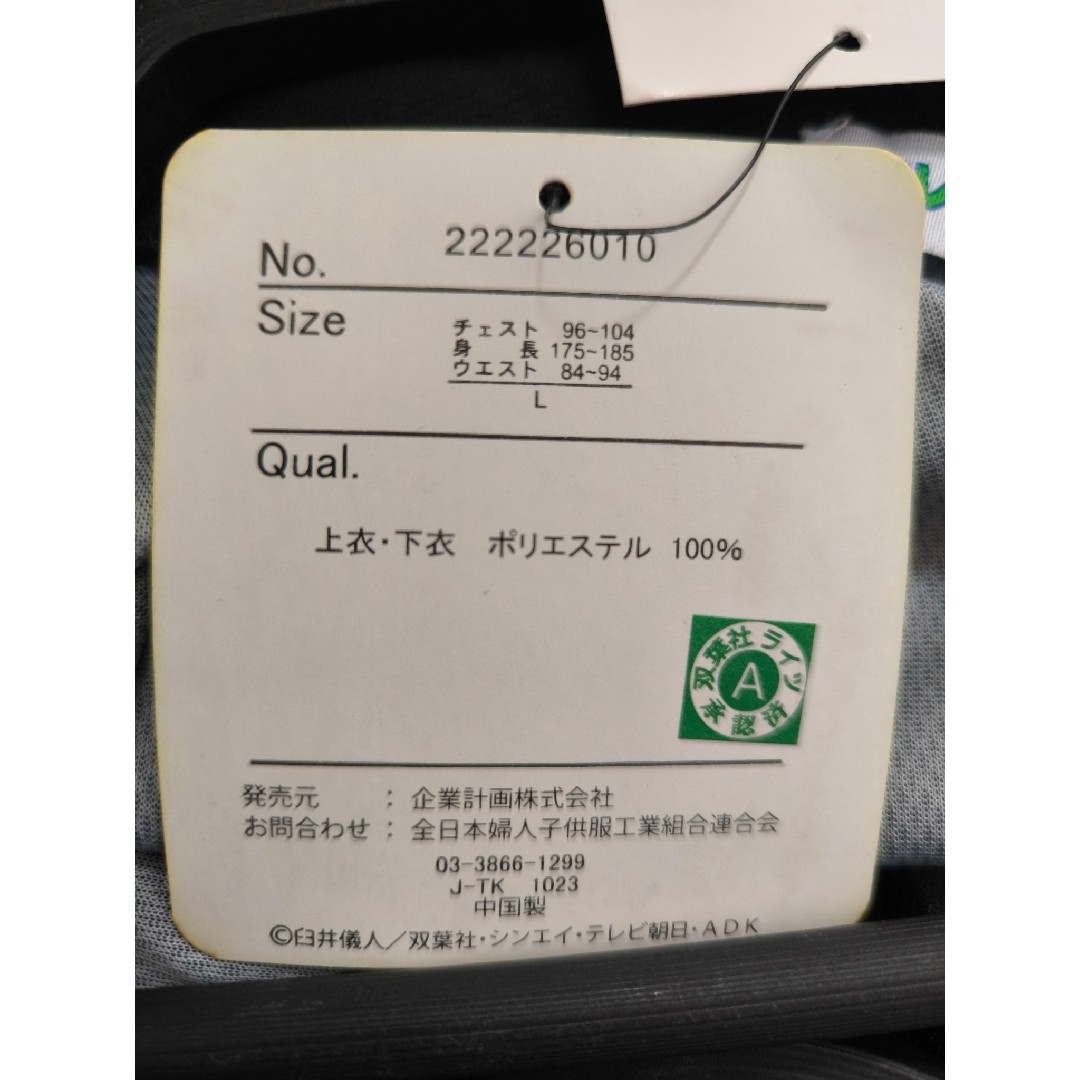 No. 222226010
Size
チェスト 96~104
身長 175~185
ウエスト 84~94
L
Qual.
上衣・下衣 ポリエステル 100%
双葉社ライツ
A
承認済
発売元 : 企業計画株式会社
お問合わせ : 全日本婦人子供服工業組合連合会
03-3866-1299
J-TK 1023
中国製
©臼井儀人／双葉社・シンエイ・テレビ朝日・ADK